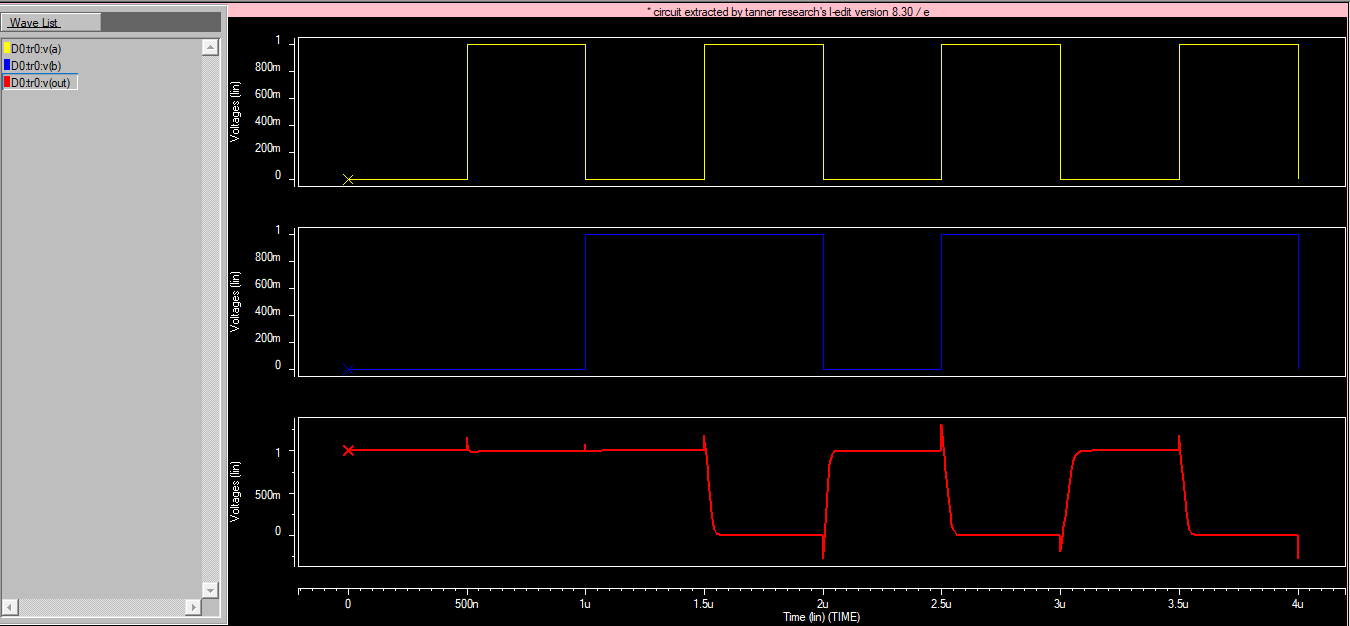 * circuit extracted by tanner research's l-edit version 8.30 / e
Wave List
D0:tr0:v(a)
D0:tr0:v(b)
D0:tr0:v(out)
Voltages (lin)
1
800m
600m
400m
200m
0
Voltages (lin)
1
800m
600m
400m
200m
0
Voltages (lin)
1
500m
0
0 500n 1u 1.5u 2u 2.5u 3u 3.5u 4u
Time (lin) (TIME)